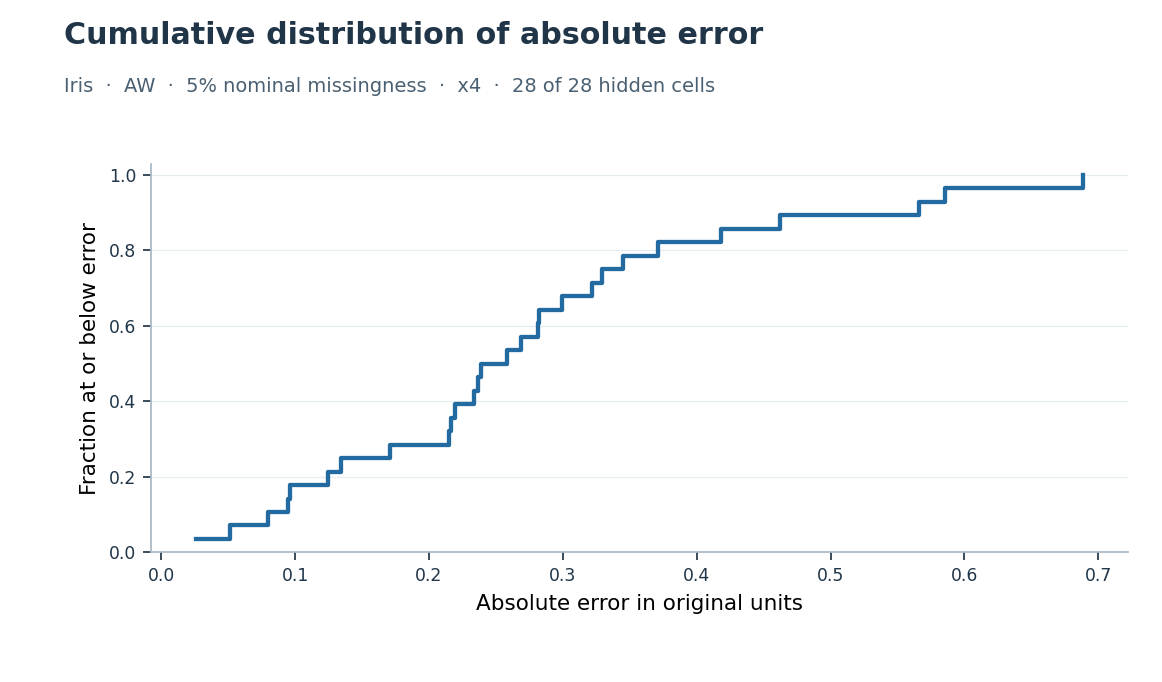 Cumulative distribution of absolute error
Iris · AW · 5% nominal missingness · x4 · 28 of 28 hidden cells
Fraction at or below error
1.0
0.8
0.6
0.4
0.2
0.0
0.0 0.1 0.2 0.3 0.4 0.5 0.6 0.7
Absolute error in original units